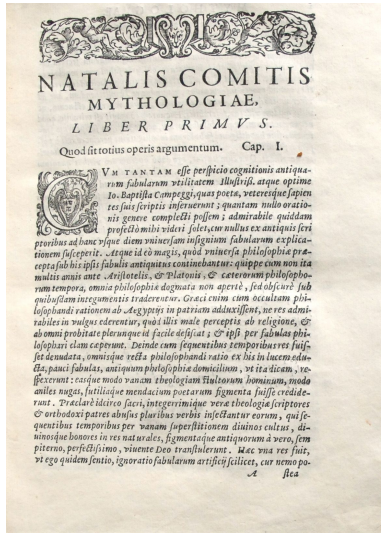 NATALIS COMITIS
MYTHOLOGIAE,
LIBER PRIMVS.
Quod sit totius operis argumentum. Cap. I.
CVM TANTAM esse perspicio cognitionis antiqua-
rum fabularum vtilitatem Illustriss. atque optime
Io. Baptista Campeggi, quas poetæ, veteresque sapien
tes suis scriptis inseruerunt; quantam nullo oratio-
nis genere complecti possem; admirabile quiddam
profectò mihi videri solet, cur nullus ex antiquis scri
ptoribus ad hanc vsque diem vniuersam insignium fabularum explica-
tionem susceperit. Atque id eò magis, quòd vniuersa philosophiæ præ-
cepta sub his ipsis fabulis antiquitus continebantur: quippe cum non ita
multis annis ante Aristotelis, & Platonis, & cæterorum philosopho-
rum tempora, omnia philosophiæ dogmata non apertè, sed obscurè sub
quibusdam integumentis traderentur. Græci enim cum occultam phi-
losophandi rationem ab Aegyptijs in patriam adduxissent, ne res admi-
rabiles in vulgus ederentur, quòd illis male perceptis ab religione, &
ab omni probitate plerunque it facile desciscat; & ipsi per fabulas phi-
losophari clam cæperunt. Deinde cum sequentibus temporibus res fuis-
set denudata, omnisque recta philosophandi ratio ex his in lucem edu-
cta, pauci fabulas, antiquum philosophiæ domicilium, vt ita dicam, re-
spexerunt; easque modo vanam theologiam stultorum hominum, modo
aniles nugas, futiliaque mendacium poetarum figmenta fuisse credide-
runt. Præclarè idcirco sacri, integerrimique veræ theologiæ scriptores
& orthodoxi patres abusus pluribus verbis insectantur eorum, qui se-
quentibus temporibus per vanam superstitionem diuinos cultus, di-
uinosque honores in res naturales, figmentaque antiquorum à vero, sem
piterno, perfectissimo, viuente Deo transtulerunt. Hæc vna res fuit,
vt ego quidem sentio, ignoratio fabularum artificij scilicet, cur nemo po-
A stea